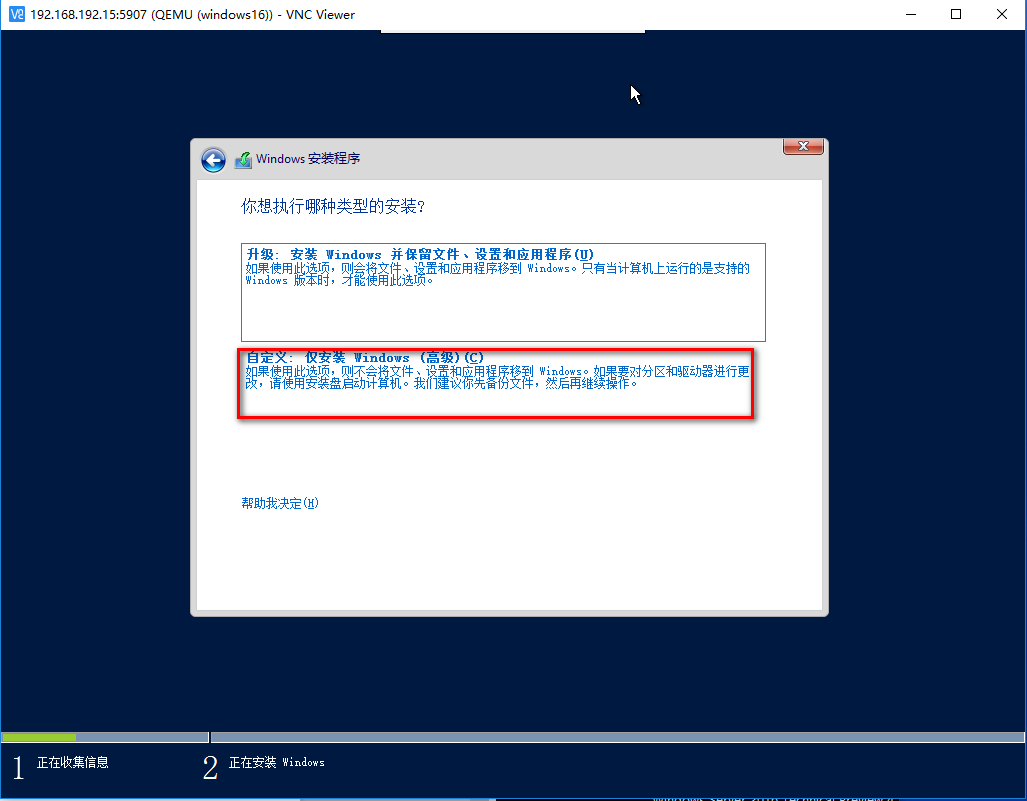 192.168.192.15:5907 (QEMU (windows16)) - VNC Viewer
Windows 安装程序
你想执行哪种类型的安装?
升级: 安装 Windows 并保留文件、设置和应用程序(U)
如果使用此选项，则会将文件、设置和应用程序移到 Windows。只有当计算机上运行的是支持的
Windows 版本时，才能使用此选项。
自定义: 仅安装 Windows (高级)(C)
如果使用此选项，则不会将文件、设置和应用程序移到 Windows。如果要对分区和驱动器进行更
改，请使用安装盘启动计算机。我们建议你先备份文件，然后再继续操作。
帮助我决定(H)
1 正在收集信息
2 正在安装 Windows